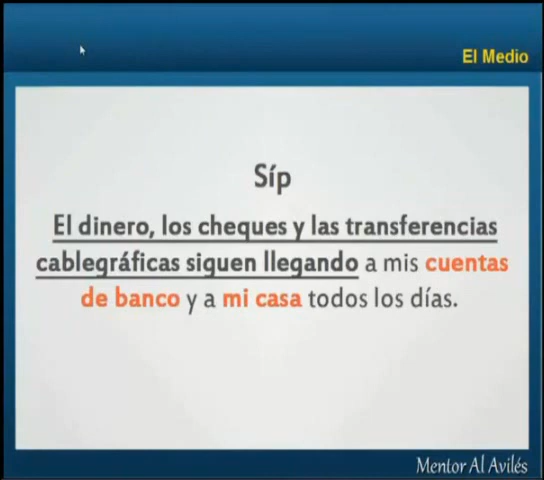 El Medio
Síp
El dinero, los cheques y las transferencias
cablegráficas siguen llegando a mis cuentas
de banco y a mi casa todos los días.
Mentor Al Avilés